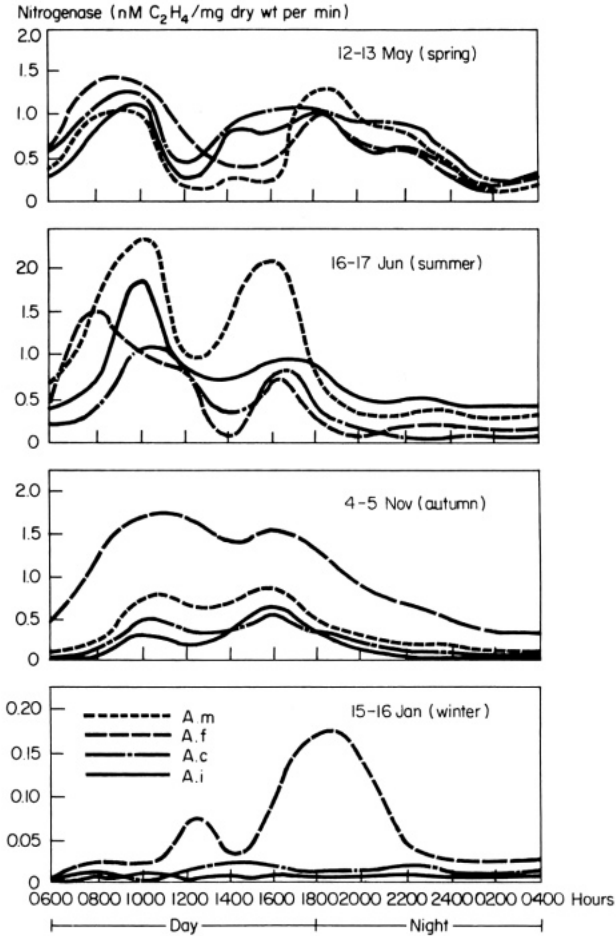 Nitrogenase (nM C₂H₄/mg dry wt per min)
2.0
12-13 May (spring)
1.5
1.0
0.5
0
20
16-17 Jun (summer)
1.5
1.0
0.5
0
2.0
4-5 Nov (autumn)
1.5
1.0
0.5
0
0.20
15-16 Jan (winter)
A.m
0.15
A.f
0.10
A.c
A.i
0.05
0
0600 0800 1000 1200 1400 1600 1800 2000 2200 2400 0200 0400 Hours
Day Night